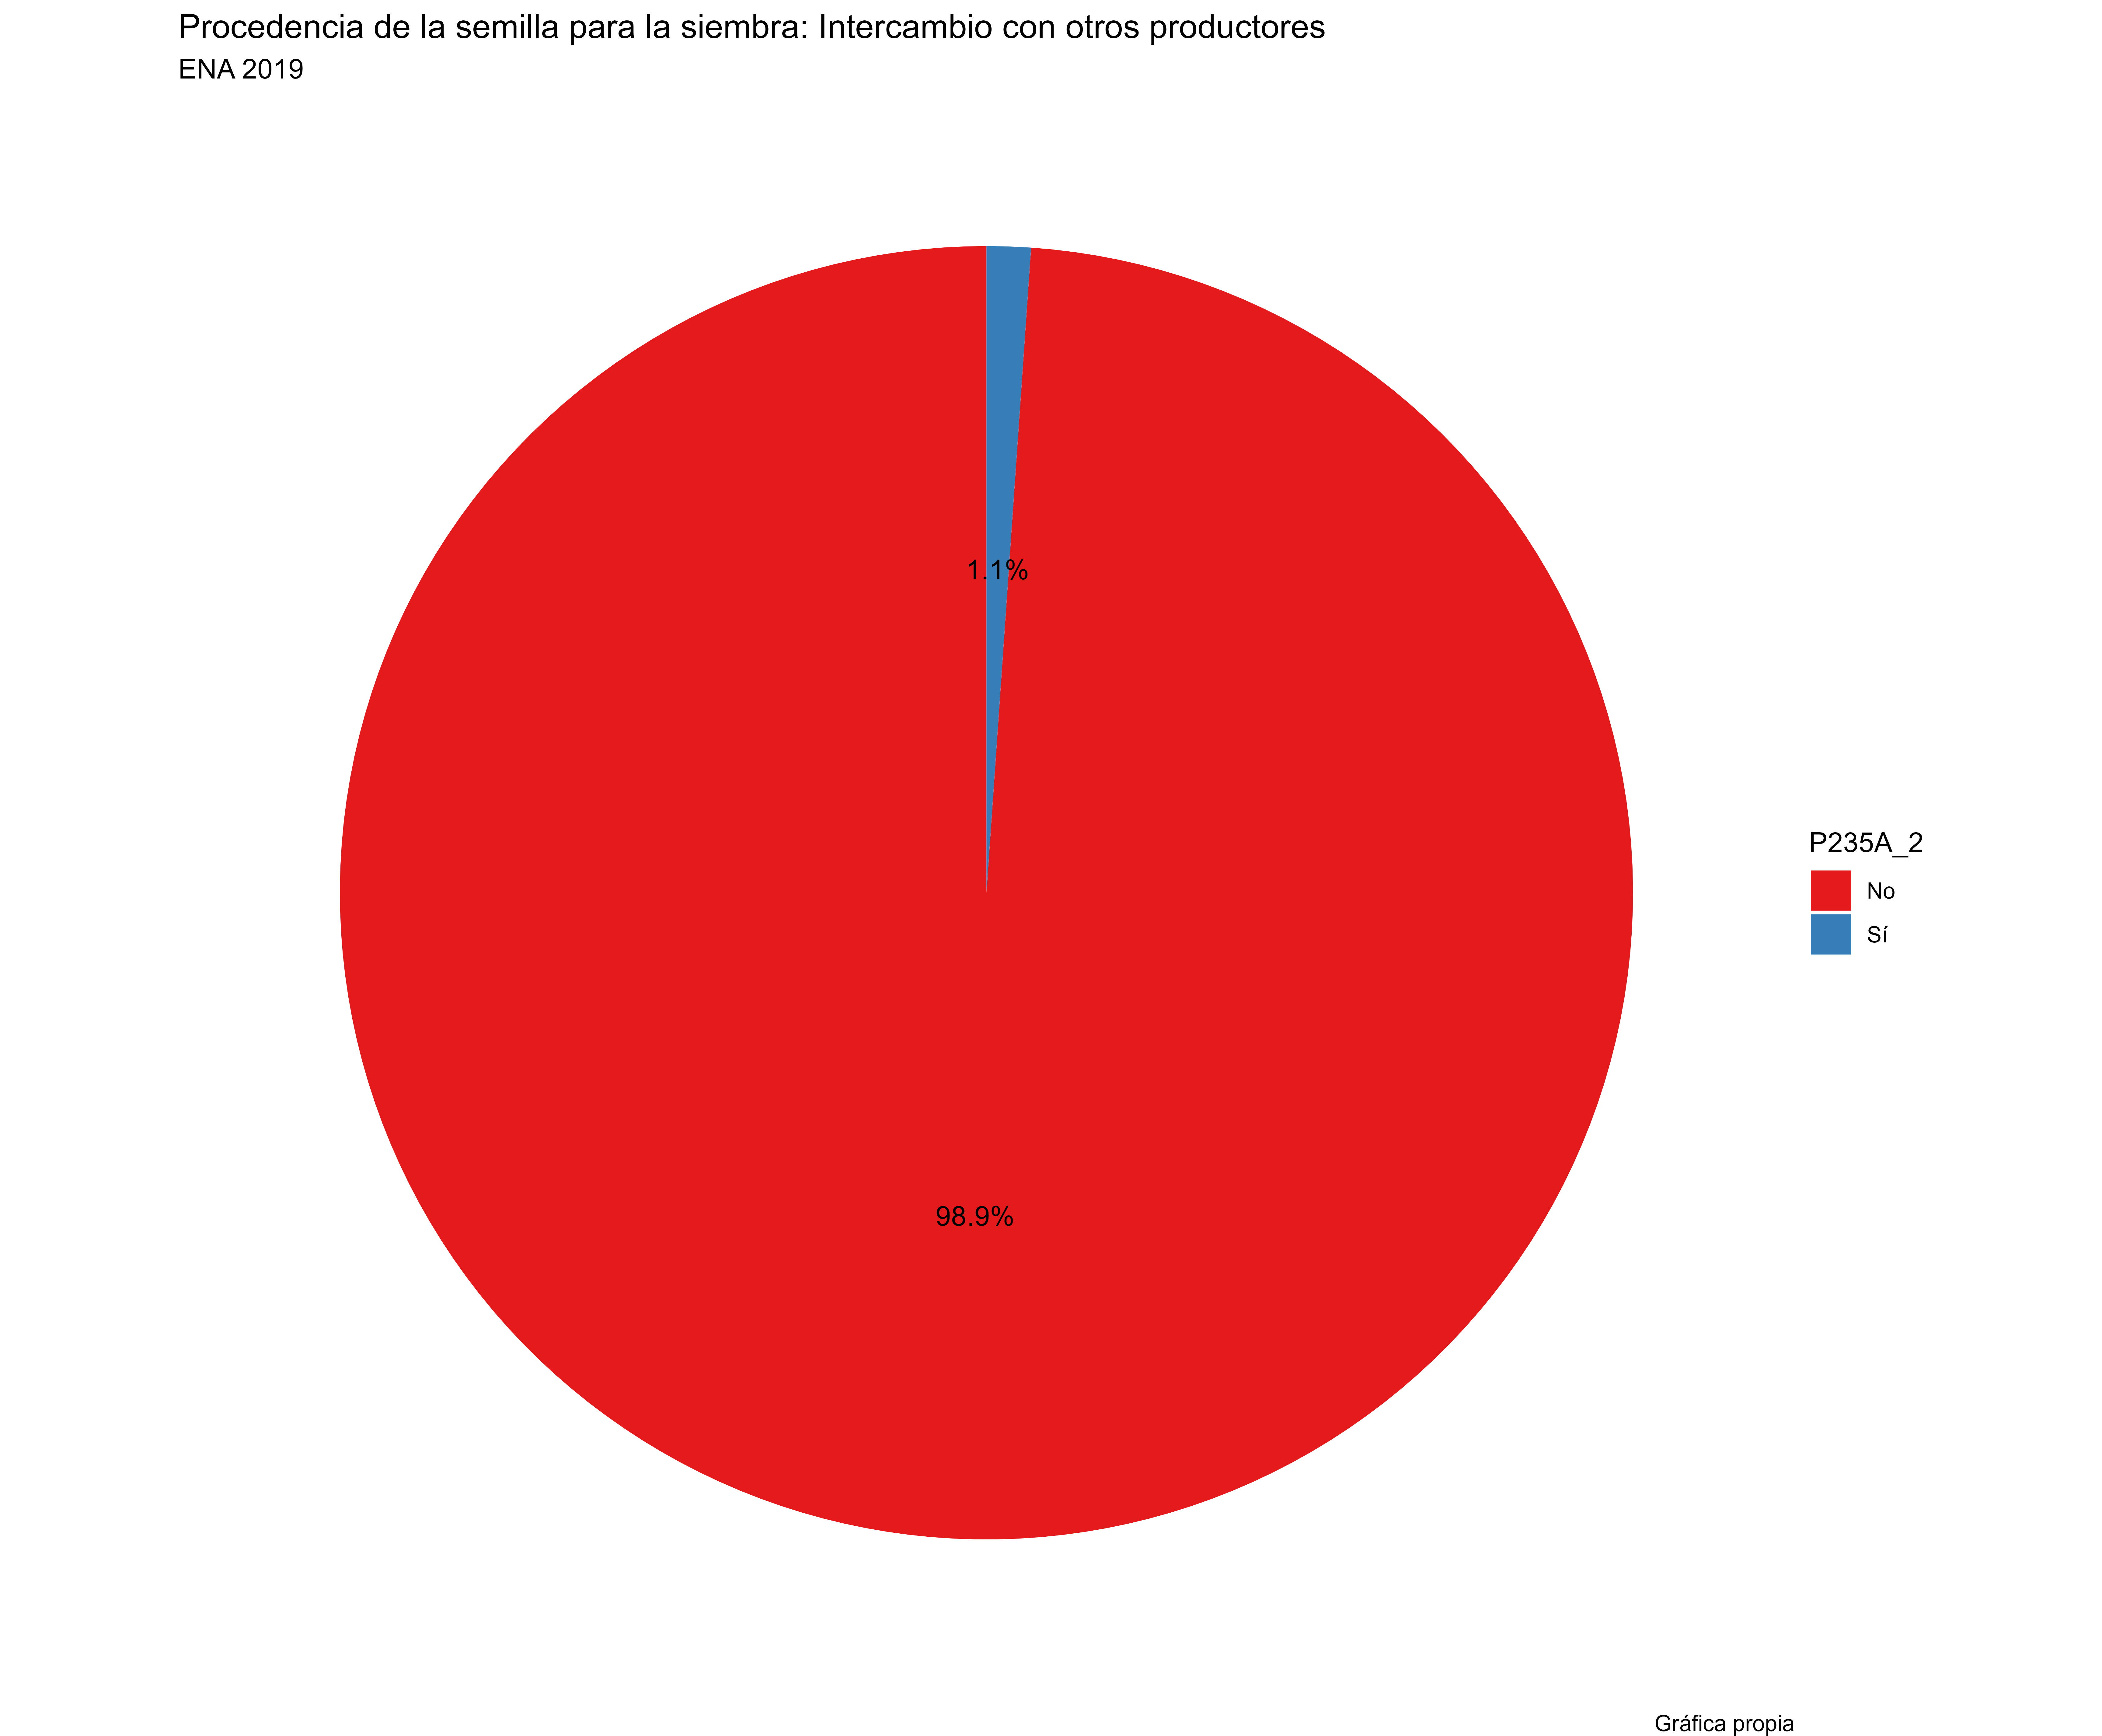 Procedencia de la semilla para la siembra: Intercambio con otros productores
ENA 2019
1.1%
98.9%
P235A_2
No
Sí
Gráfica propia